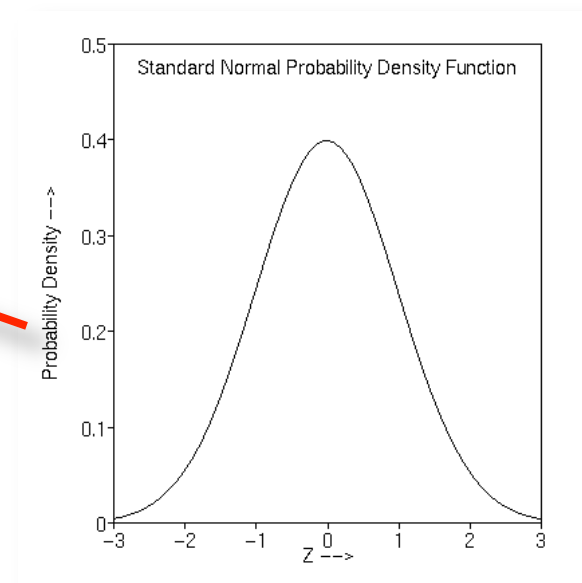 0.5
Standard Normal Probability Density Function
0.4
0.3
0.2
0.1
0
Probability Density -->
-3 -2 -1 0 1 2 3
Z -->